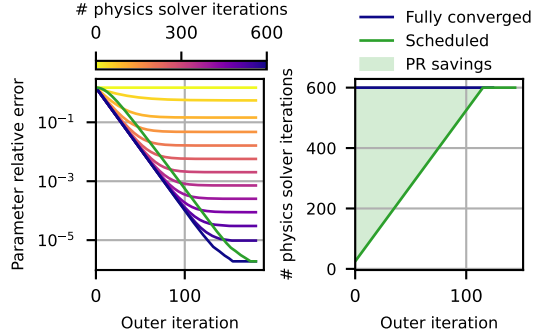 # physics solver iterations
0 300 600
Parameter relative error
10⁻¹
10⁻³
10⁻⁵
0 100
Outer iteration
Fully converged
Scheduled
PR savings
# physics solver iterations
600
400
200
0
0 100
Outer iteration